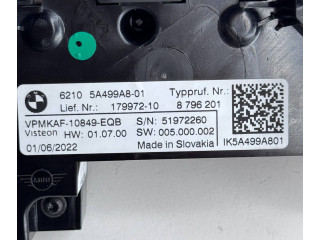 6210 5A499A8-01 Typpruf. Nr.:
Lief. Nr.: 179972-10 8 796 201
VPMKAF-10849-EQB S/N: 51972260
Visteon HW: 01.07.00 SW: 005.000.002
01/06/2022 Made in Slovakia IK5A499A801
MINI